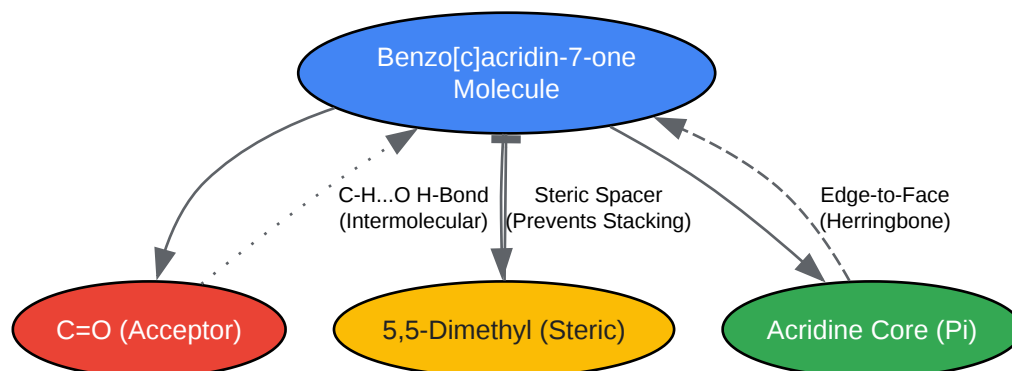 Benzo[c]acridin-7-one
Molecule
C-H...O H-Bond
(Intermolecular)
Steric Spacer
(Prevents Stacking)
Edge-to-Face
(Herringbone)
C=O (Acceptor)
5,5-Dimethyl (Steric)
Acridine Core (Pi)